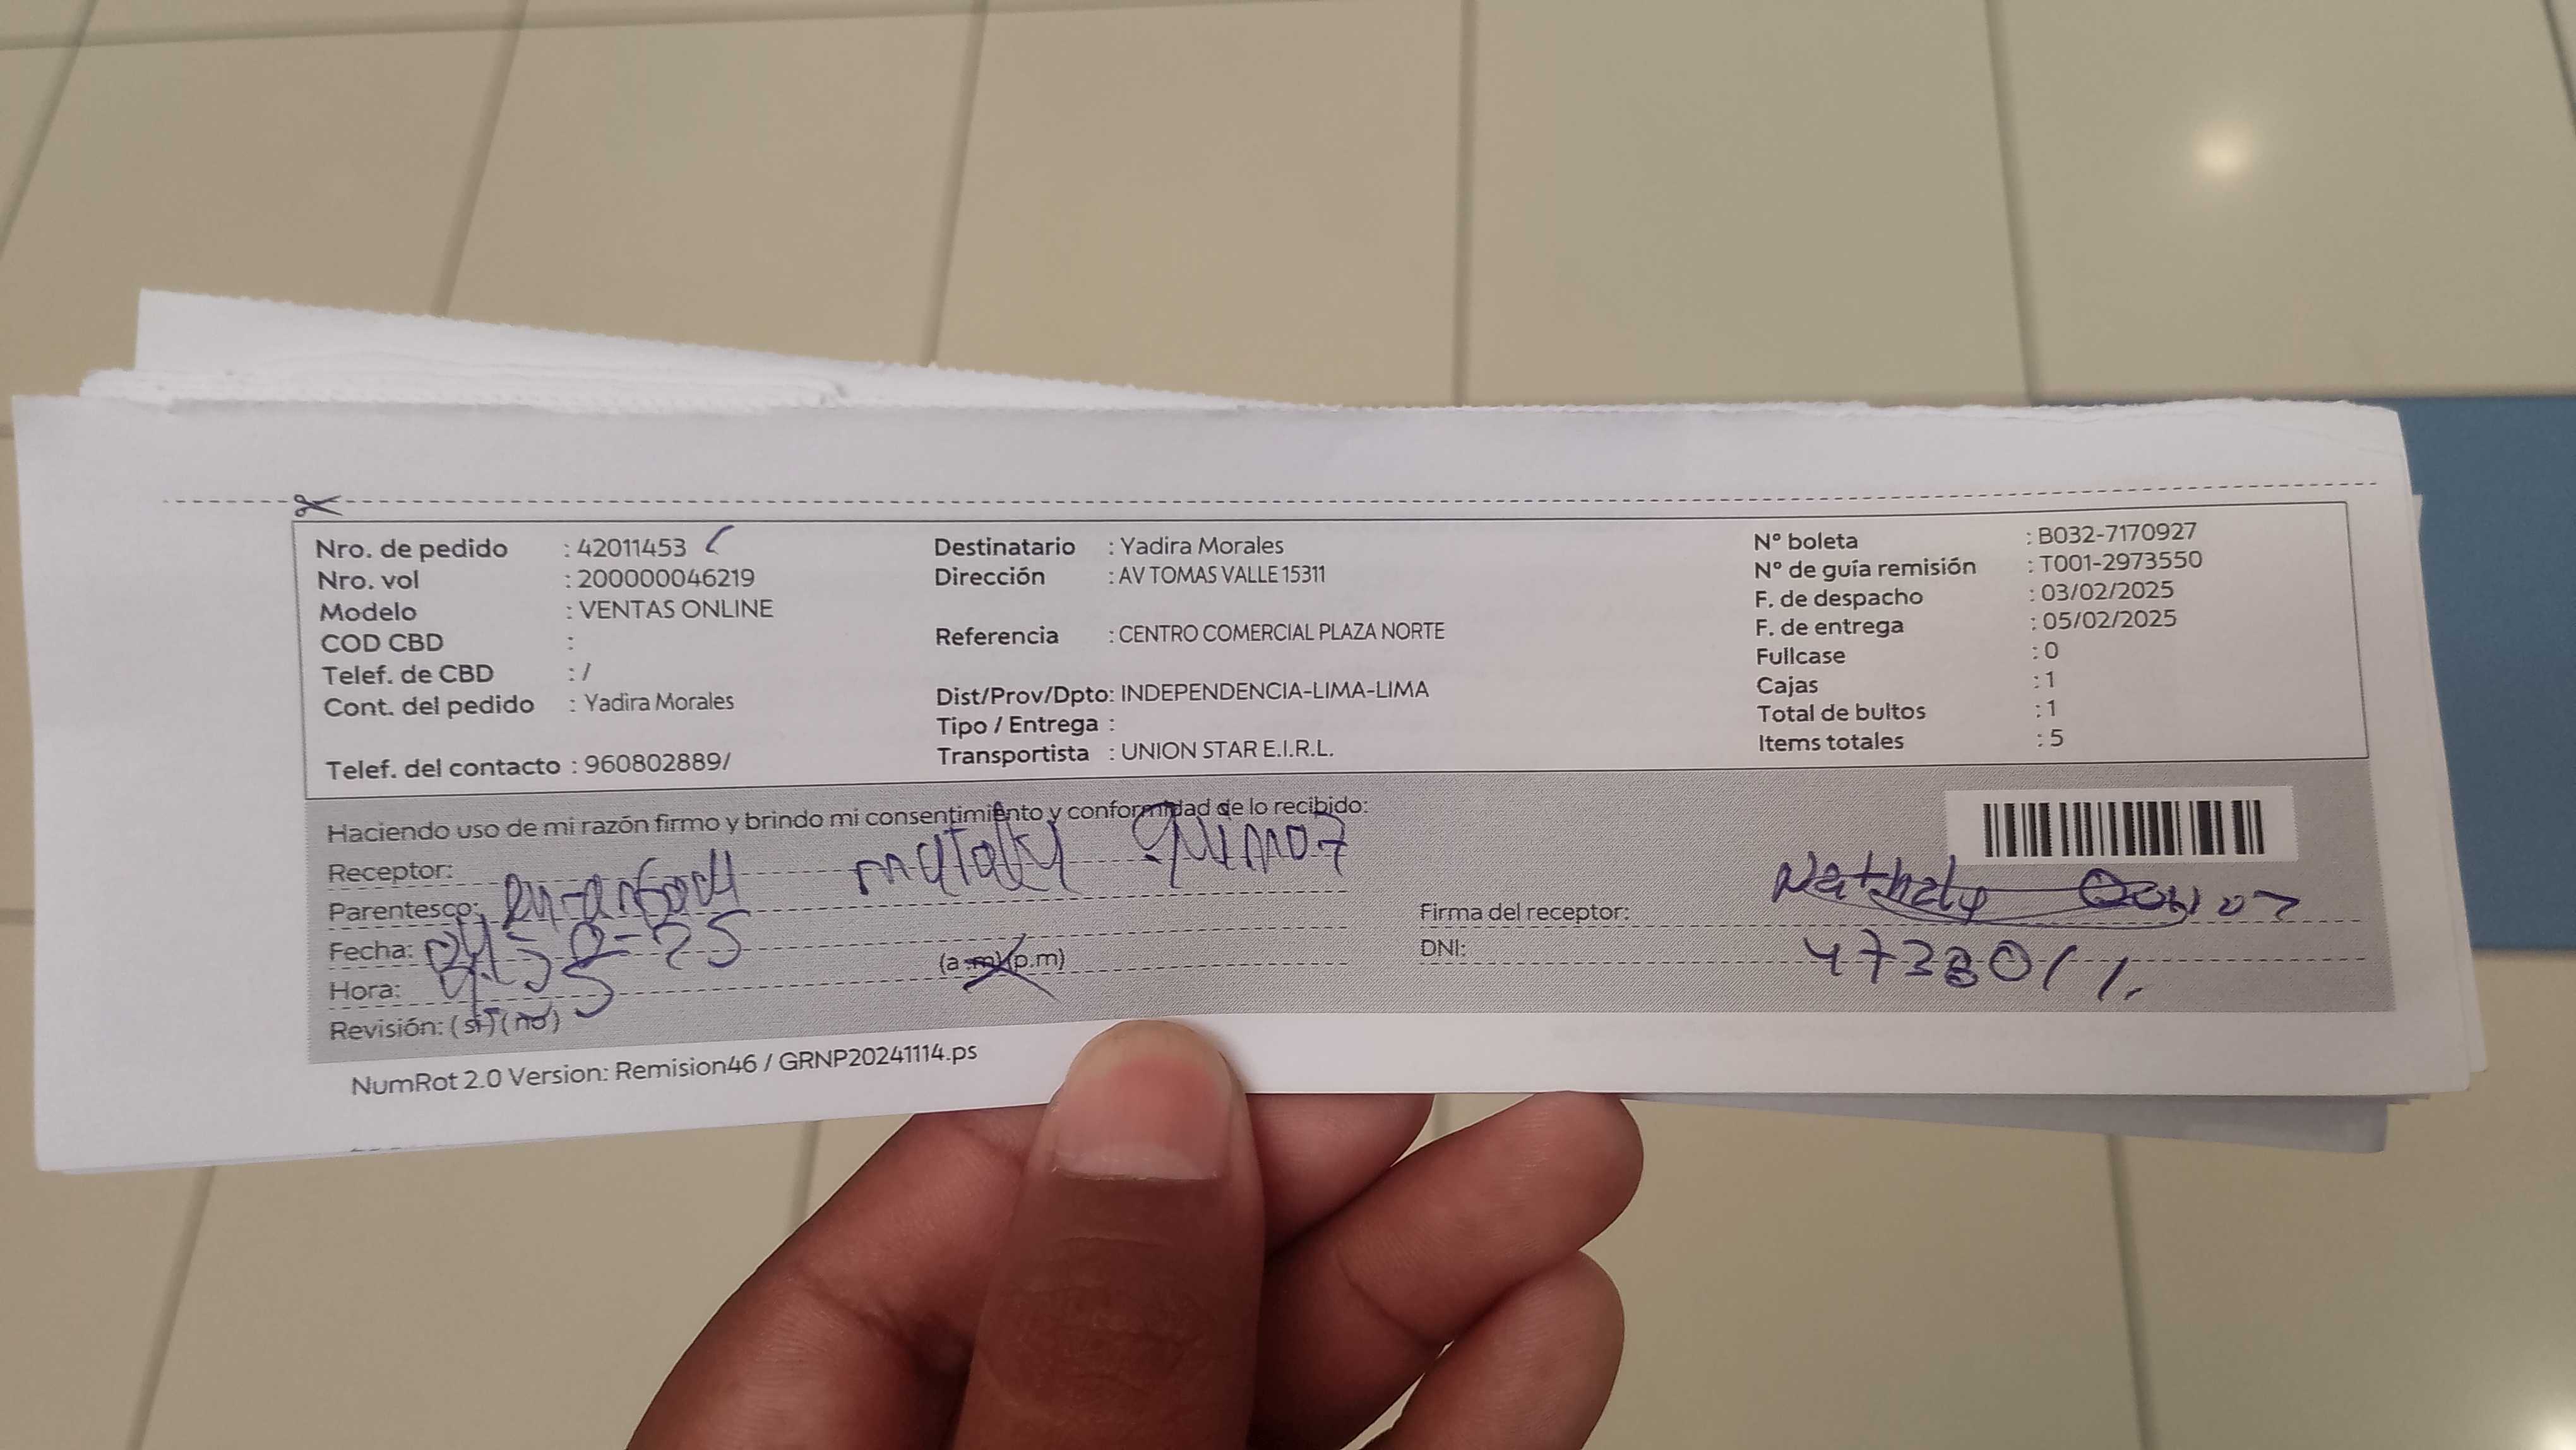 Nro. de pedido : 42011453
Nro. vol : 200000046219
Modelo : VENTAS ONLINE
COD CBD :
Telef. de CBD : /
Cont. del pedido : Yadira Morales
Telef. del contacto : 960802889/
Destinatario : Yadira Morales
Dirección : AV TOMAS VALLE 15311
Referencia : CENTRO COMERCIAL PLAZA NORTE
Dist/Prov/Dpto: INDEPENDENCIA-LIMA-LIMA
Tipo / Entrega :
Transportista : UNION STAR E.I.R.L.
Nº boleta : B032-7170927
Nº de guía remisión : T001-2973550
F. de despacho : 03/02/2025
F. de entrega : 05/02/2025
Fullcase : 0
Cajas : 1
Total de bultos : 1
Items totales : 5
Haciendo uso de mi razón firmo y brindo mi consentimiento y conformidad de lo recibido:
Receptor:
Parentesco:
Fecha:
Hora: (a.m)(p.m)
Revisión: (si) (no)
Firma del receptor: Nathaly
DNI:
NumRot 2.0 Version: Remision46 / GRNP20241114.ps